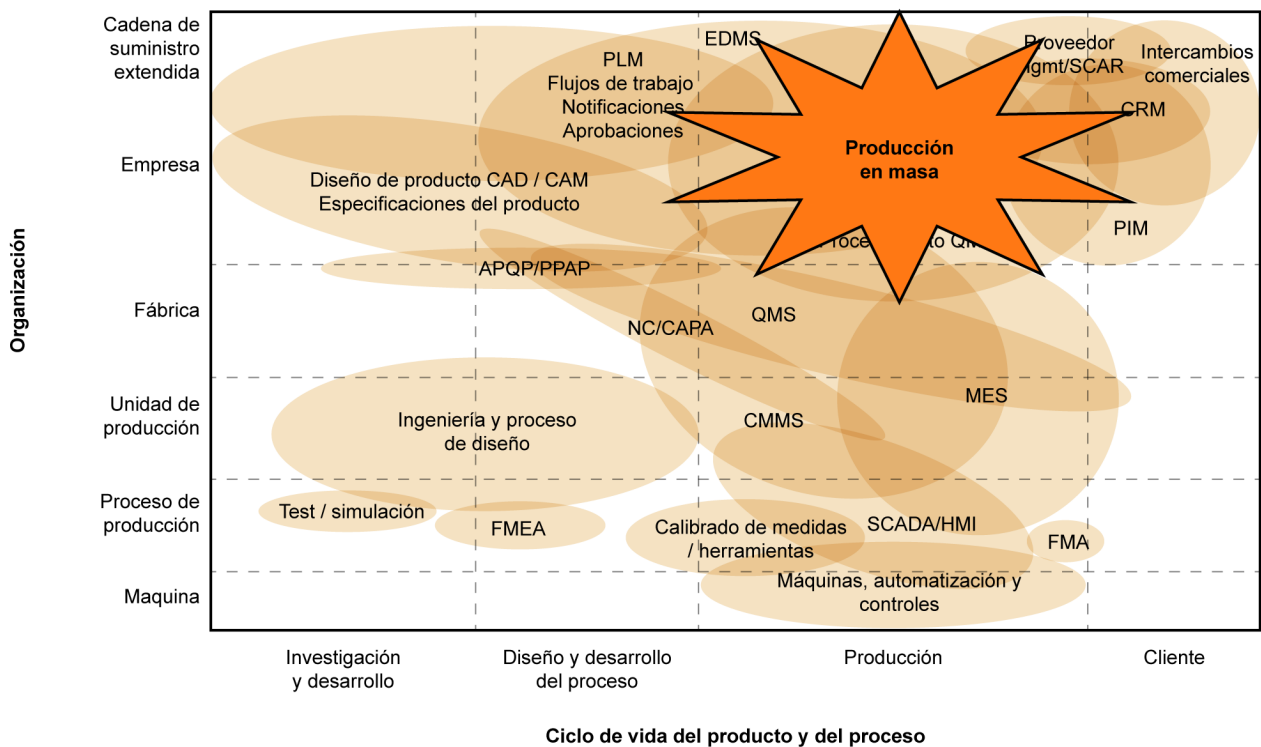 Cadena de
suministro
extendida
Empresa
Fábrica
Unidad de
producción
Proceso de
producción
Maquina
Organización
EDMS
PLM
Flujos de trabajo
Notificaciones
Aprobaciones
Proveedor
gmt/SCAR
Intercambios
comerciales
CRM
Producción
en masa
Diseño de producto CAD / CAM
Especificaciones del producto
PIM
APQP/PPAP
NC/CAPA
QMS
MES
Ingeniería y proceso
de diseño
CMMS
Test / simulación
FMEA
Calibrado de medidas
/ herramientas
SCADA/HMI
FMA
Máquinas, automatización y
controles
Investigación
y desarrollo
Diseño y desarrollo
del proceso
Producción
Cliente
Ciclo de vida del producto y del proceso